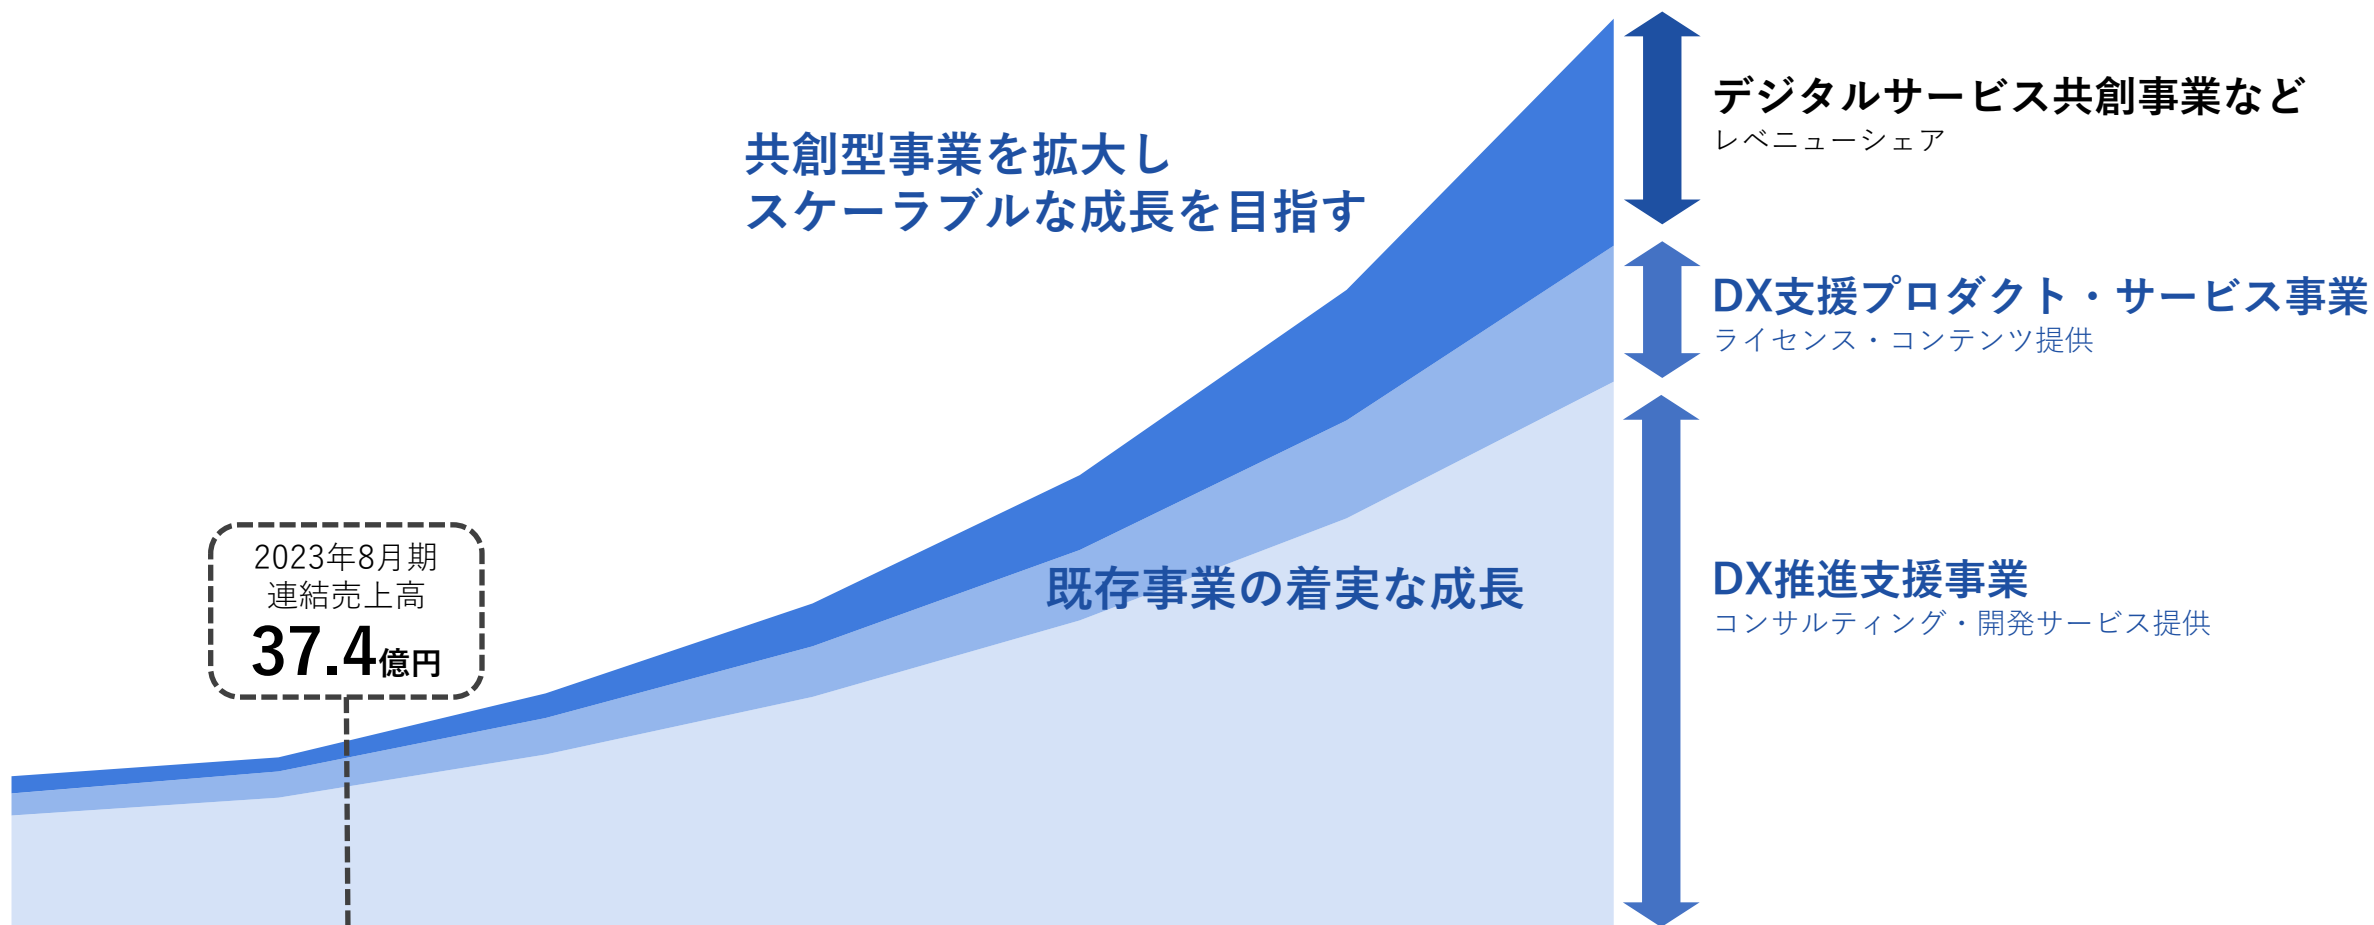 共創型事業を拡大し
スケーラブルな成長を目指す
デジタルサービス共創事業など
レベニューシェア
DX支援プロダクト・サービス事業
ライセンス・コンテンツ提供
既存事業の着実な成長
DX推進支援事業
コンサルティング・開発サービス提供
2023年8月期
連結売上高
37.4億円